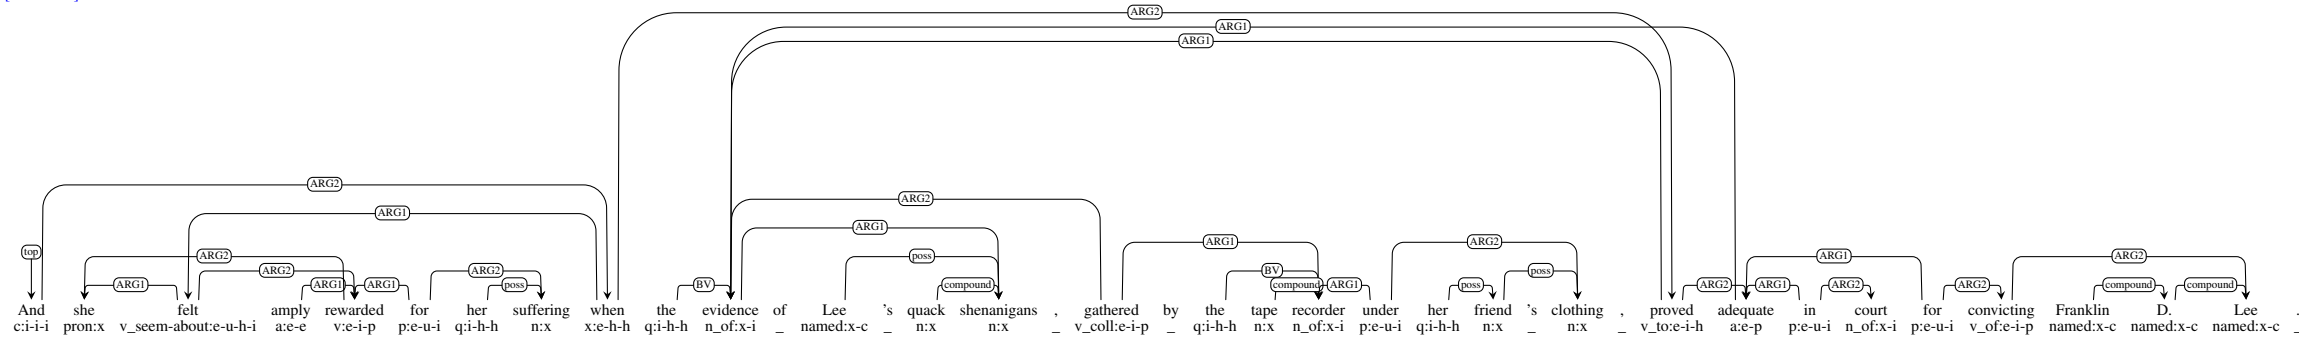 ARG2
ARG1
ARG1
ARG2
ARG2
ARG1
ARG1
top ARG2 poss ARG1 ARG2 ARG1 ARG2
ARG2 ARG2 BV
ARG1 ARG1 ARG1 poss BV compound compound ARG1 poss poss ARG2 ARG1 ARG2 ARG2 compound compound
And she felt amply rewarded for her suffering when the evidence of Lee 's quack shenanigans , gathered by the tape recorder under her friend 's clothing , proved adequate in court for convicting Franklin D. Lee .
c:i-i-i pron:x v_seem-about:e-u-h-i a:e-e v:e-i-p p:e-u-i q:i-h-h n:x x:e-h-h q:i-h-h n_of:x-i _ named:x-c _ n:x n:x _ v_coll:e-i-p _ q:i-h-h n:x n_of:x-i p:e-u-i q:i-h-h n:x _ n:x _ v_to:e-i-h a:e-p p:e-u-i n_of:x-i p:e-u-i v_of:e-i-p named:x-c named:x-c named:x-c _